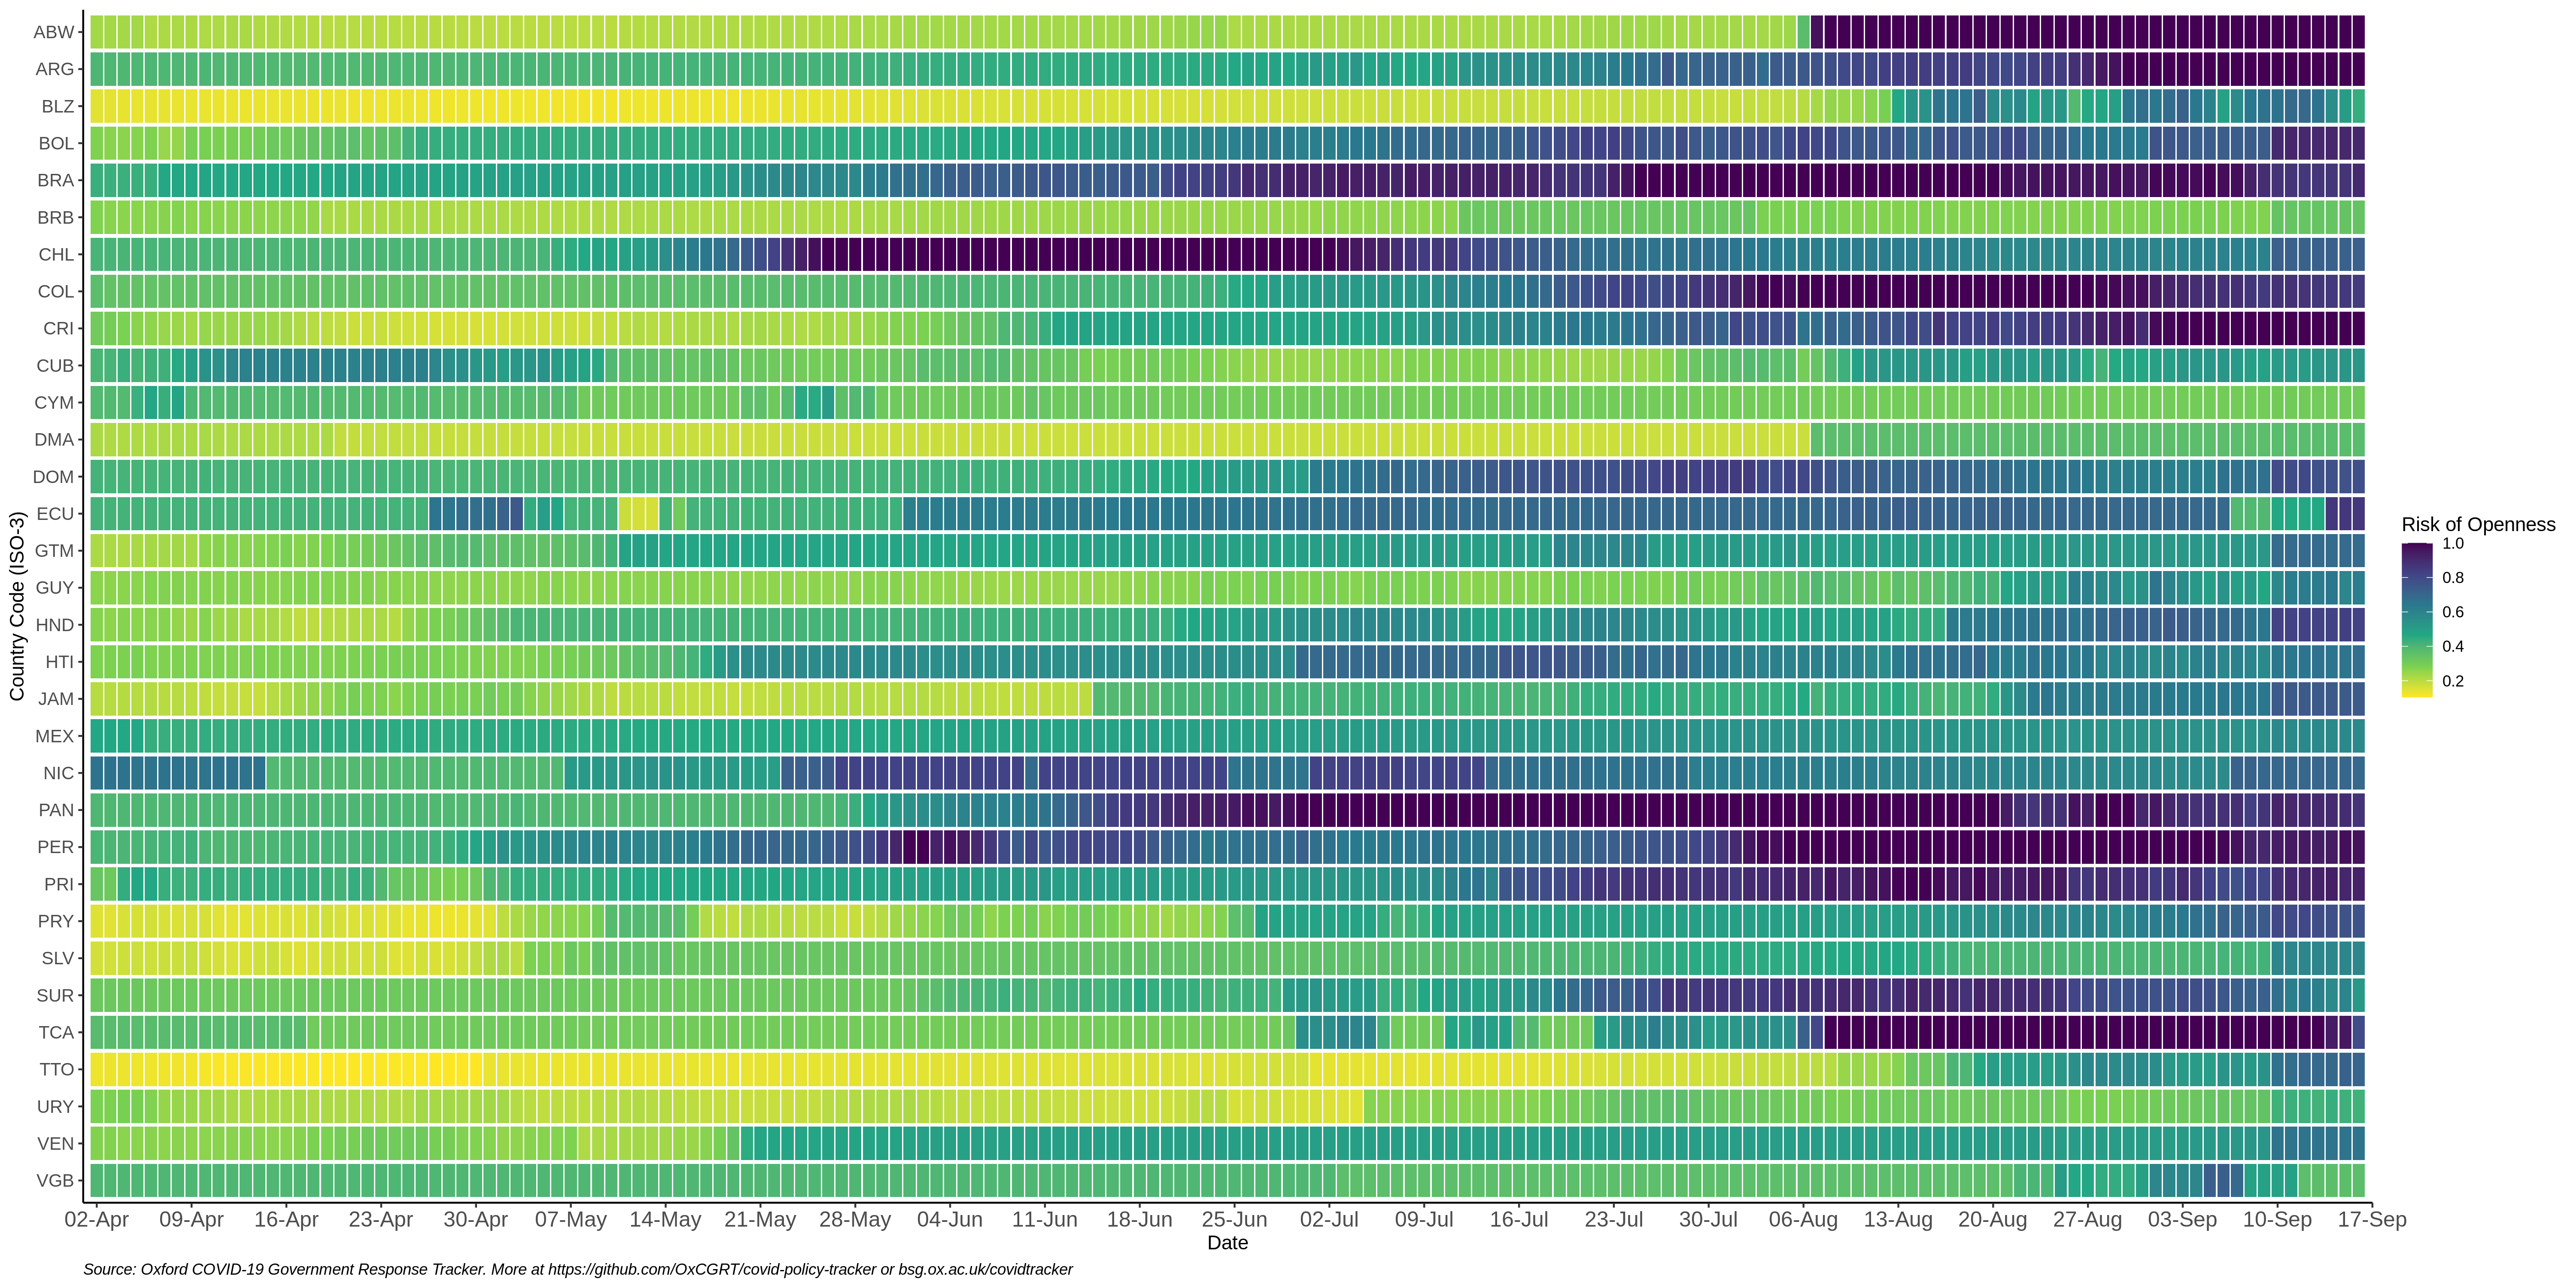 ABW
ARG
BLZ
BOL
BRA
BRB
CHL
COL
CRI
CUB
CYM
DMA
DOM
ECU
GTM
GUY
HND
HTI
JAM
MEX
NIC
PAN
PER
PRI
PRY
SLV
SUR
TCA
TTO
URY
VEN
VGB
Country Code (ISO-3)
02-Apr 09-Apr 16-Apr 23-Apr 30-Apr 07-May 14-May 21-May 28-May 04-Jun 11-Jun 18-Jun 25-Jun 02-Jul 09-Jul 16-Jul 23-Jul 30-Jul 06-Aug 13-Aug 20-Aug 27-Aug 03-Sep 10-Sep 17-Sep
Date
Risk of Openness
1.0
0.8
0.6
0.4
0.2
Source: Oxford COVID-19 Government Response Tracker. More at https://github.com/OxCGRT/covid-policy-tracker or bsg.ox.ac.uk/covidtracker